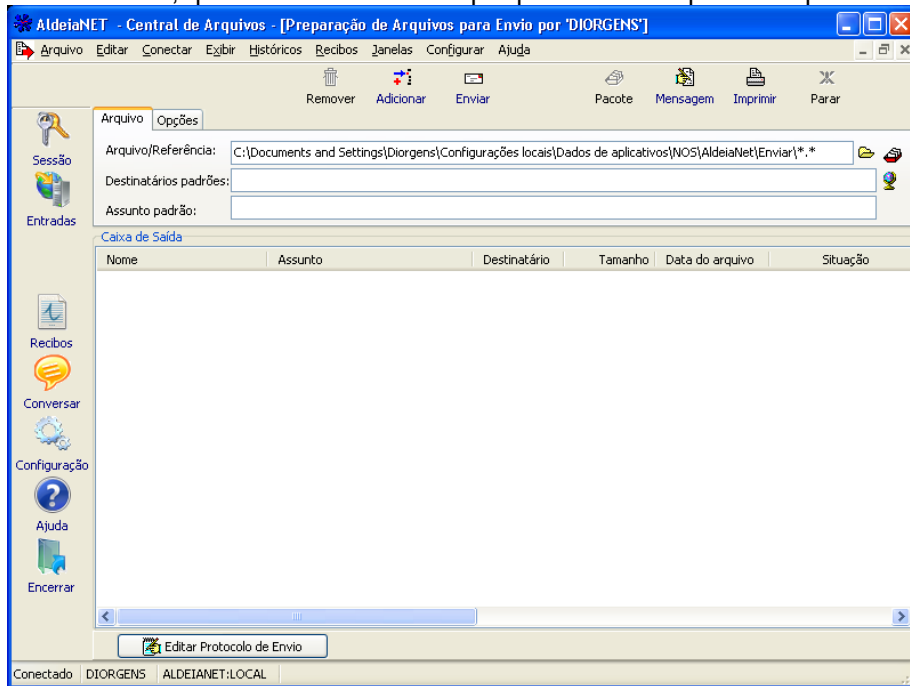 AldeiaNET - Central de Arquivos - [Preparação de Arquivos para Envio por 'DIORGENS']
Arquivo Editar Conectar Exibir Históricos Recibos Janelas Configurar Ajuda
Remover Adicionar Enviar Pacote Mensagem Imprimir Parar
Arquivo Opções
Sessão
Arquivo/Referência: C:\Documents and Settings\Diorgens\Configurações locais\Dados de aplicativos\NOS\AldeiaNet\Enviar\*.*
Destinatários padrões:
Assunto padrão:
Entradas
Caixa de Saída
Nome Assunto Destinatário Tamanho Data do arquivo Situação
Recibos
Conversar
Configuração
Ajuda
Encerrar
Editar Protocolo de Envio
Conectado DIORGENS ALDEIANET:LOCAL